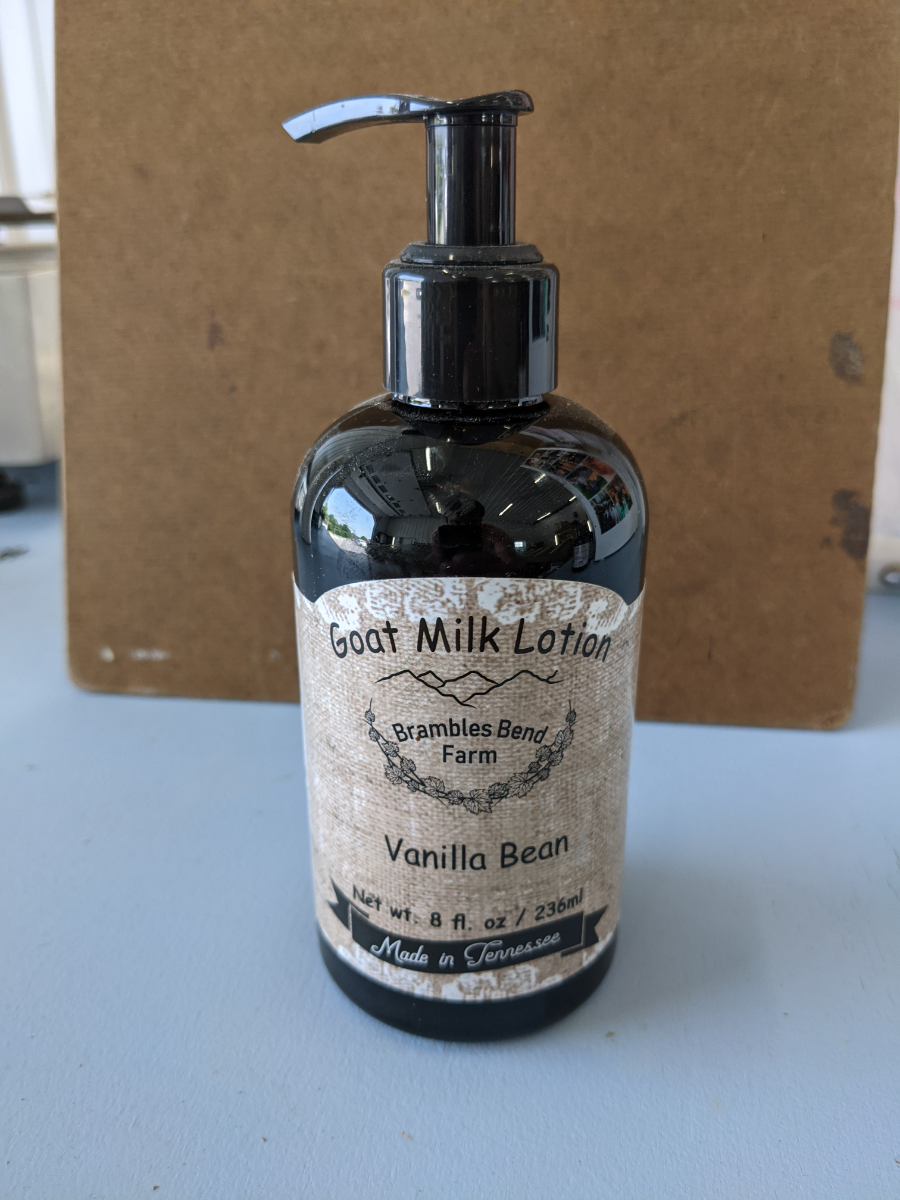 Goat Milk Lotion
Brambles Bend
Farm
Vanilla Bean
Net wt. 8 fl. oz / 236ml
Made in Tennessee